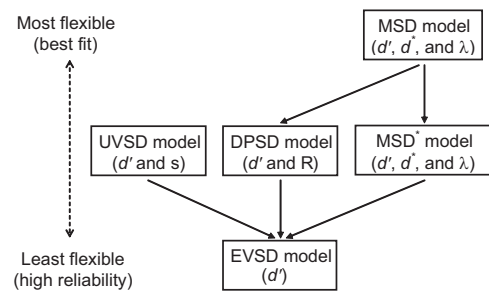 Most flexible
(best fit)
MSD model
(d′, d*, and λ)
UVSD model
(d′ and s)
DPSD model
(d′ and R)
MSD* model
(d′, d*, and λ)
Least flexible
(high reliability)
EVSD model
(d′)